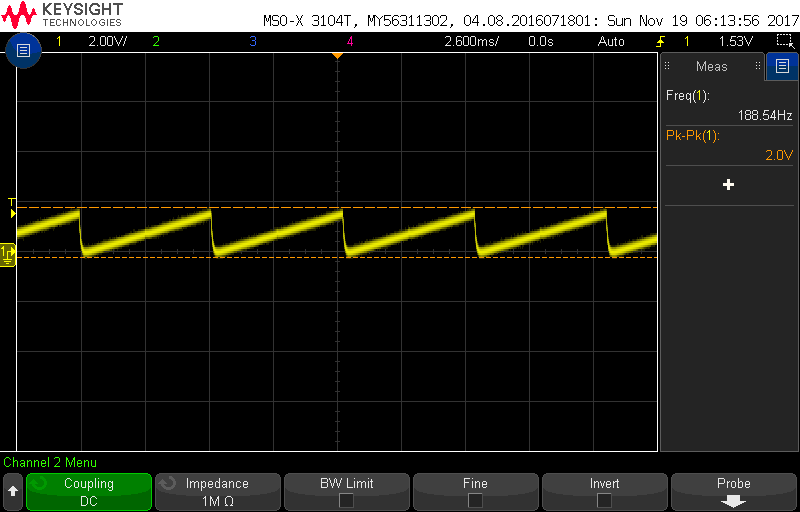 KEYSIGHT
TECHNOLOGIES
MSO-X 3104T, MY56311302, 04.08.2016071801: Sun Nov 19 06:13:56 2017
1 2.00V/ 2 3 4 2.600ms/ 0.0s Auto 1 1.53V
Meas
Freq(1):
188.54Hz
Pk-Pk(1):
2.0V
T
1
Channel 2 Menu
Coupling
DC
Impedance
1M Ω
BW Limit
Fine
Invert
Probe